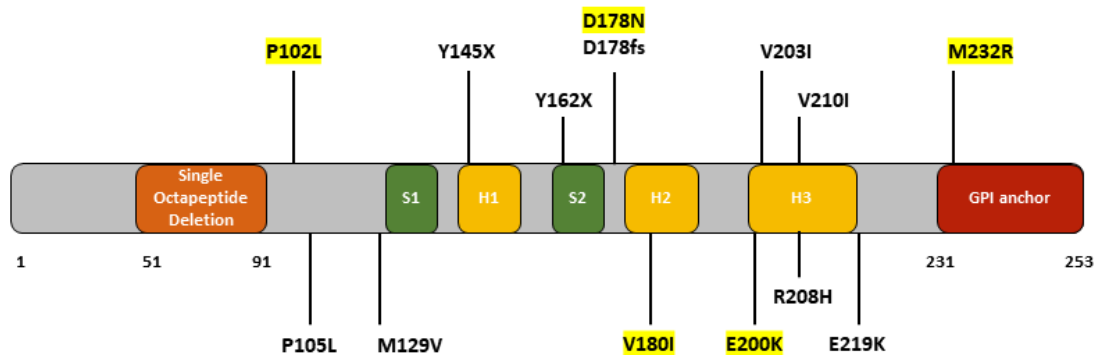 D178N
P102L
Y145X
D178fs
V203I
M232R
Y162X
V210I
Single
Octapeptide
Deletion
S1
H1
S2
H2
H3
GPI anchor
1
51
91
231
253
R208H
P105L
M129V
V180I
E200K
E219K